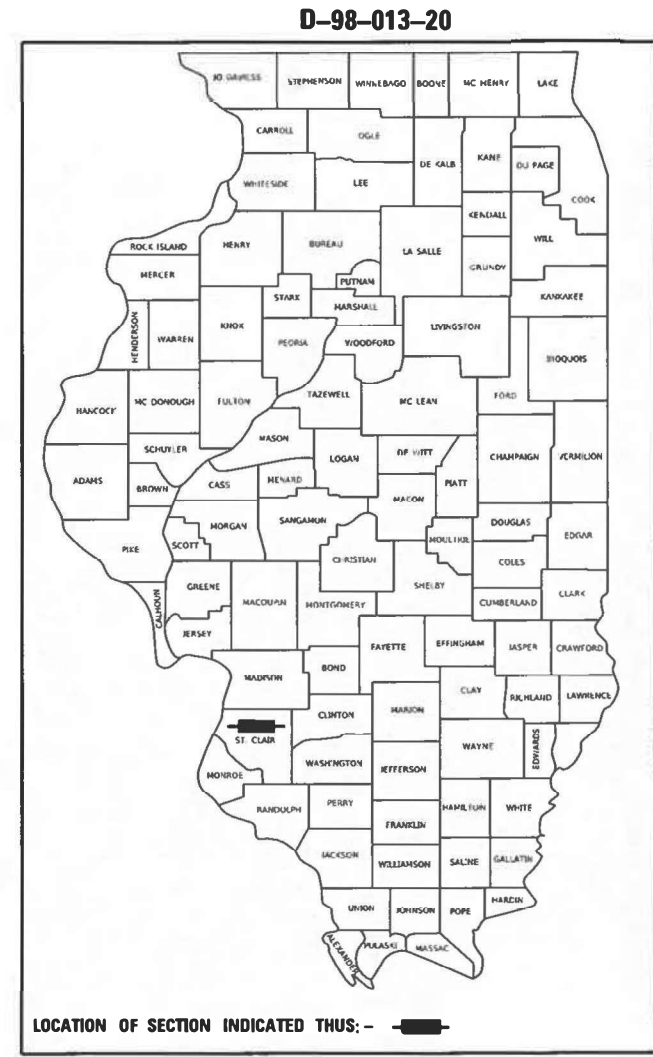 D-98-013-20
JO DAVIESS STEPHENSON WINNEBAGO BOONE MC HENRY LAKE
CARROLL OGLE
DE KALB KANE DU PAGE
WHITESIDE LEE COOK
KENDALL
ROCK ISLAND HENRY BUREAU LA SALLE WILL
GRUNDY
MERCER PUTNAM
STARK KANKAKEE
MARSHALL
HENDERSON WARREN KNOX LIVINGSTON
PEORIA WOODFORD
IROQUOIS
TAZEWELL FORD
HANCOCK MC DONOUGH FULTON MC LEAN
MASON
SCHUYLER DE WITT
LOGAN CHAMPAIGN VERMILION
ADAMS BROWN CASS MENARD PIATT
MACON
MORGAN SANGAMON DOUGLAS
MOULTRIE EDGAR
PIKE SCOTT
CHRISTIAN COLES
GREENE SHELBY
CALHOUN MACOUPIN MONTGOMERY CUMBERLAND CLARK
JERSEY
FAYETTE EFFINGHAM JASPER CRAWFORD
BOND
MADISON
CLAY
RICHLAND LAWRENCE
CLINTON MARION
ST. CLAIR
WAYNE EDWARDS
WASHINGTON JEFFERSON
MONROE
RANDOLPH PERRY HAMILTON WHITE
FRANKLIN
JACKSON
WILLIAMSON SALINE GALLATIN
UNION JOHNSON POPE HARDIN
ALEXANDER PULASKI MASSAC
LOCATION OF SECTION INDICATED THUS: -